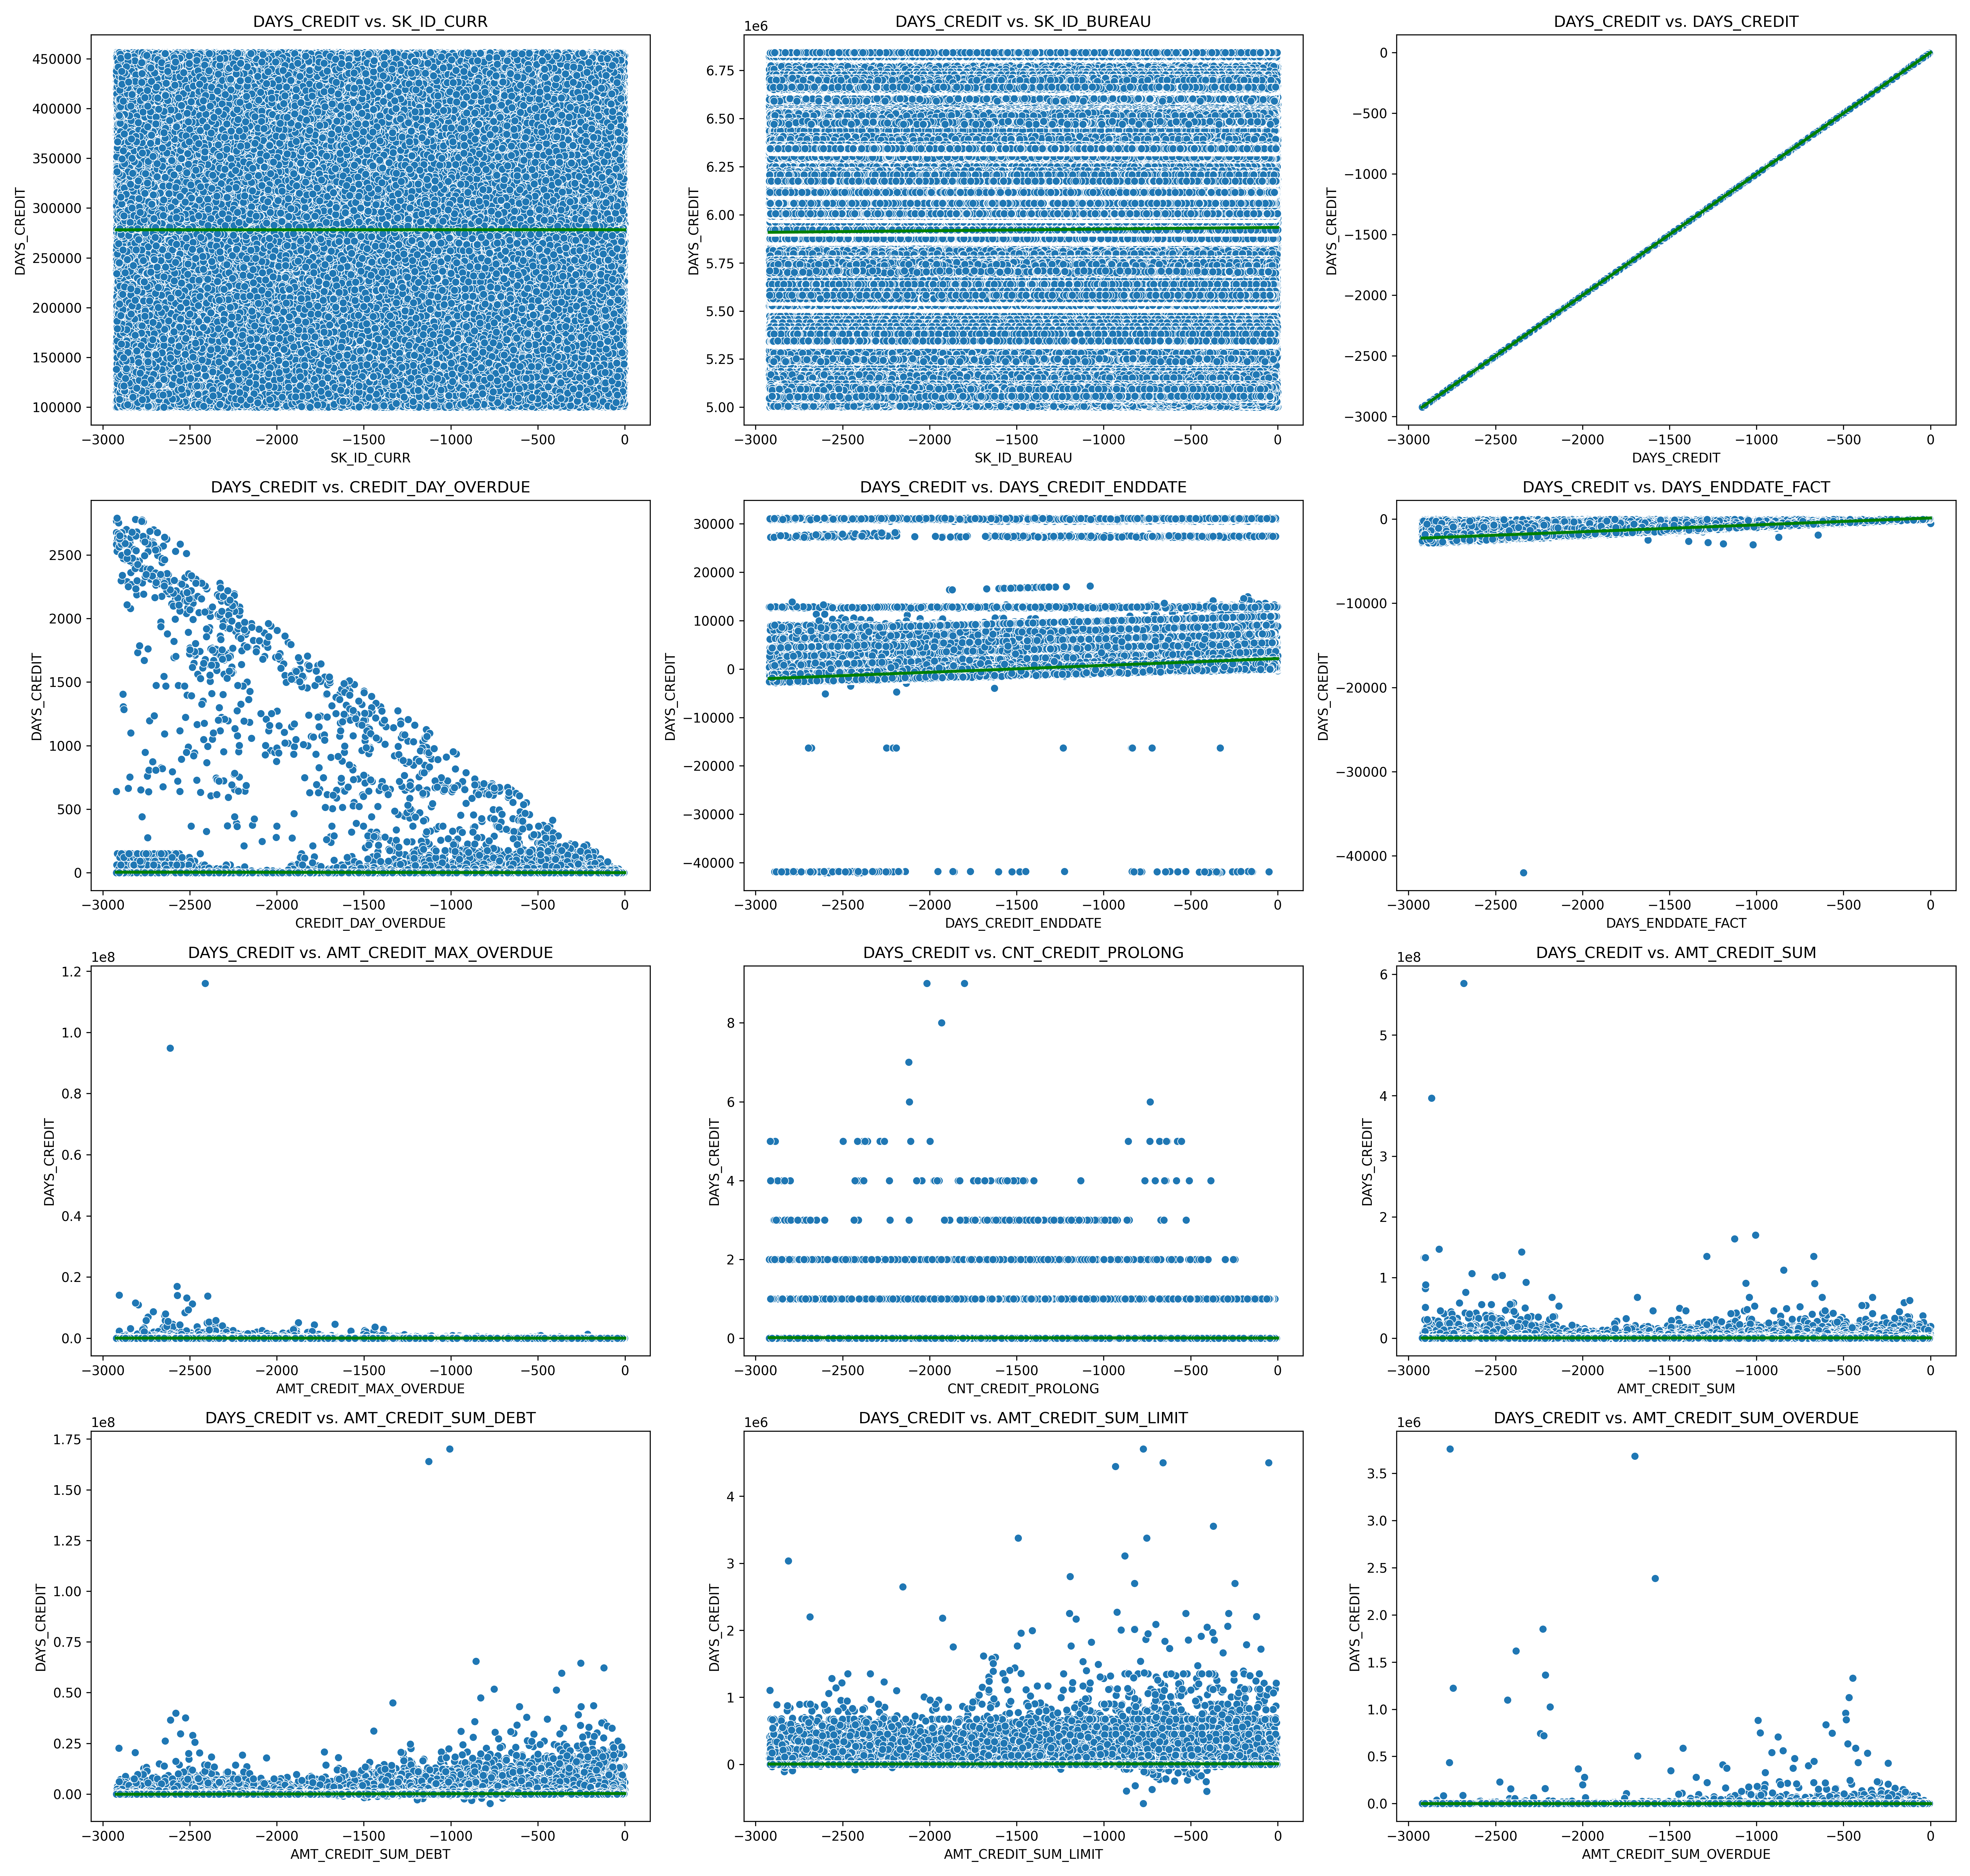 DAYS_CREDIT vs. SK_ID_CURR
450000
400000
350000
300000
250000
200000
150000
100000
DAYS_CREDIT
−3000 −2500 −2000 −1500 −1000 −500 0
SK_ID_CURR
DAYS_CREDIT vs. SK_ID_BUREAU
1e6
6.75
6.50
6.25
6.00
5.75
5.50
5.25
5.00
DAYS_CREDIT
−3000 −2500 −2000 −1500 −1000 −500 0
SK_ID_BUREAU
DAYS_CREDIT vs. DAYS_CREDIT
0
−500
−1000
−1500
−2000
−2500
−3000
DAYS_CREDIT
−3000 −2500 −2000 −1500 −1000 −500 0
DAYS_CREDIT
DAYS_CREDIT vs. CREDIT_DAY_OVERDUE
2500
2000
1500
1000
500
0
DAYS_CREDIT
−3000 −2500 −2000 −1500 −1000 −500 0
CREDIT_DAY_OVERDUE
DAYS_CREDIT vs. DAYS_CREDIT_ENDDATE
30000
20000
10000
0
−10000
−20000
−30000
−40000
DAYS_CREDIT
−3000 −2500 −2000 −1500 −1000 −500 0
DAYS_CREDIT_ENDDATE
DAYS_CREDIT vs. DAYS_ENDDATE_FACT
0
−10000
−20000
−30000
−40000
DAYS_CREDIT
−3000 −2500 −2000 −1500 −1000 −500 0
DAYS_ENDDATE_FACT
DAYS_CREDIT vs. AMT_CREDIT_MAX_OVERDUE
1e8
1.2
1.0
0.8
0.6
0.4
0.2
0.0
DAYS_CREDIT
−3000 −2500 −2000 −1500 −1000 −500 0
AMT_CREDIT_MAX_OVERDUE
DAYS_CREDIT vs. CNT_CREDIT_PROLONG
8
6
4
2
0
DAYS_CREDIT
−3000 −2500 −2000 −1500 −1000 −500 0
CNT_CREDIT_PROLONG
DAYS_CREDIT vs. AMT_CREDIT_SUM
1e8
6
5
4
3
2
1
0
DAYS_CREDIT
−3000 −2500 −2000 −1500 −1000 −500 0
AMT_CREDIT_SUM
DAYS_CREDIT vs. AMT_CREDIT_SUM_DEBT
1e8
1.75
1.50
1.25
1.00
0.75
0.50
0.25
0.00
DAYS_CREDIT
−3000 −2500 −2000 −1500 −1000 −500 0
AMT_CREDIT_SUM_DEBT
DAYS_CREDIT vs. AMT_CREDIT_SUM_LIMIT
1e6
4
3
2
1
0
DAYS_CREDIT
−3000 −2500 −2000 −1500 −1000 −500 0
AMT_CREDIT_SUM_LIMIT
DAYS_CREDIT vs. AMT_CREDIT_SUM_OVERDUE
1e6
3.5
3.0
2.5
2.0
1.5
1.0
0.5
0.0
DAYS_CREDIT
−3000 −2500 −2000 −1500 −1000 −500 0
AMT_CREDIT_SUM_OVERDUE